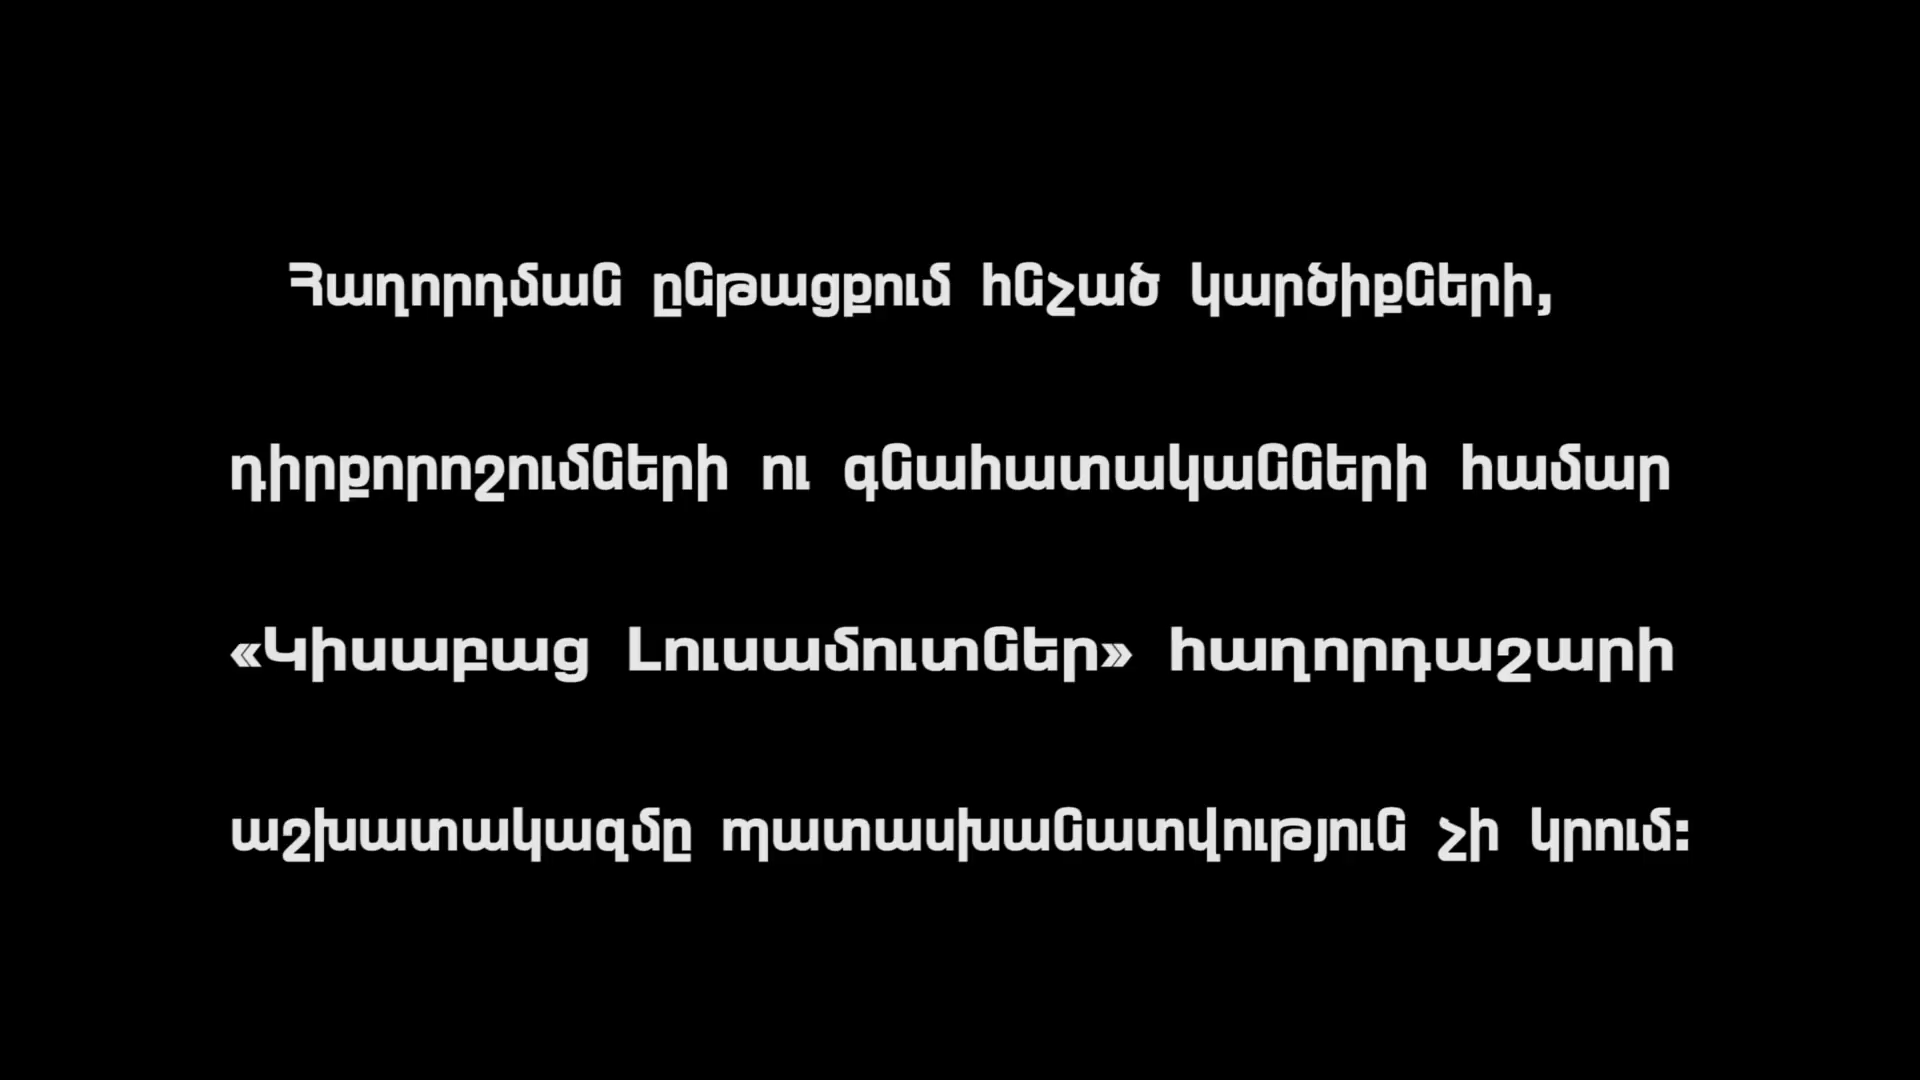 Հաղորդման ընթացքում հնչած կարծիքների,
դիրքորոշումների ու գնահատականների համար
«Կիսաբաց Լուսամուտներ» հաղորդաշարի
աշխատակազմը պատասխանատվություն չի կրում: